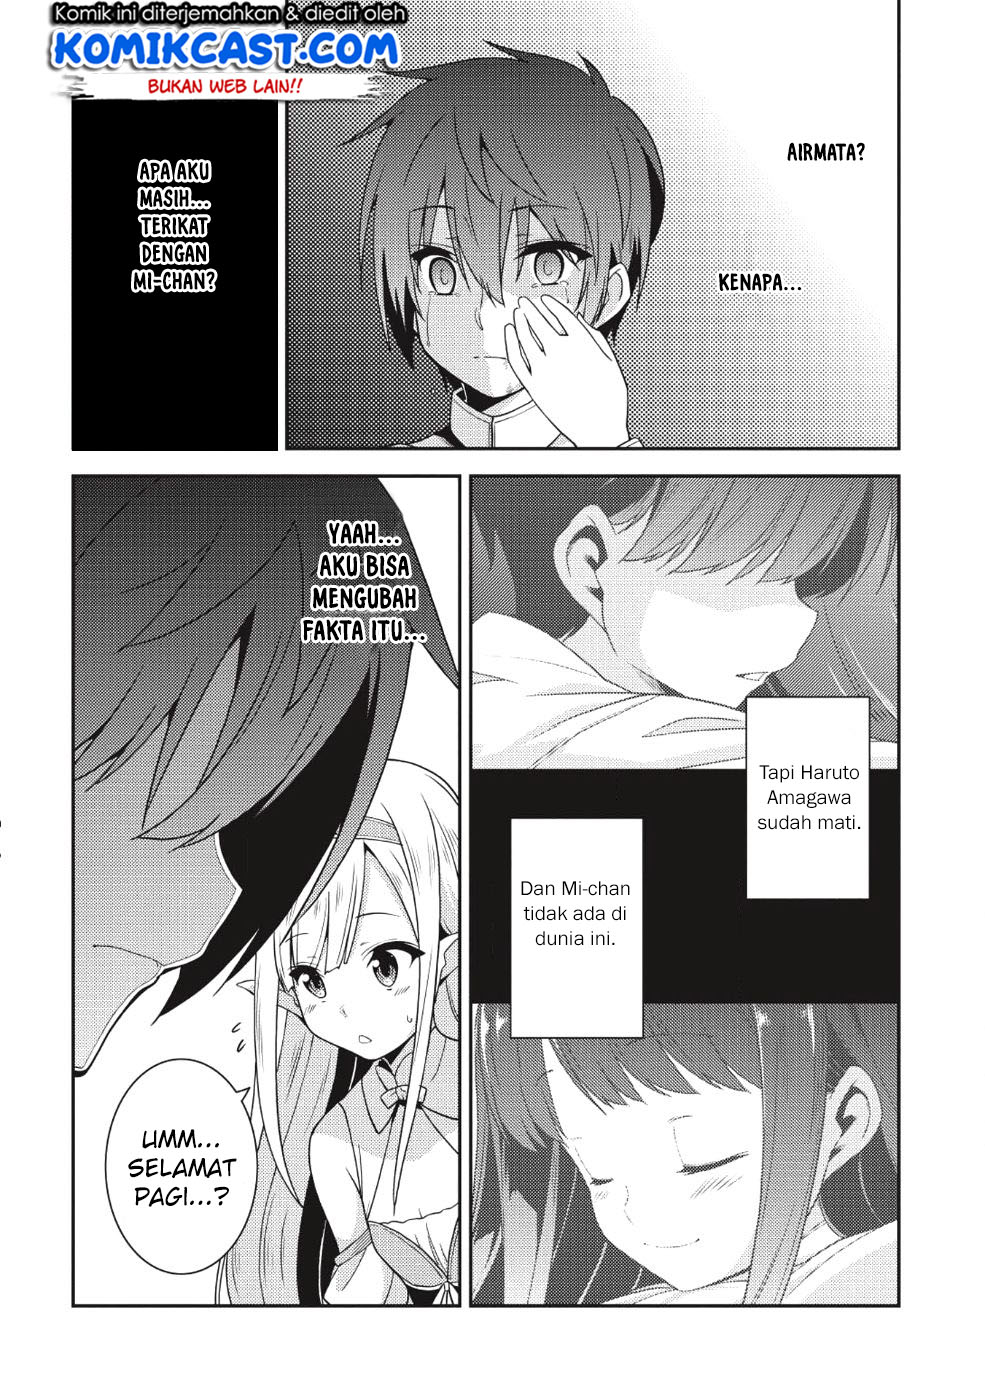 Komik ini diterjemahkan & diedit oleh
KOMIKCAST.COM
BUKAN WEB LAIN!!
AIRMATA?
KENAPA...
APA AKU
MASIH...
TERIKAT
DENGAN
MI-CHAN?
Tapi Haruto
Amagawa
sudah mati.
Dan Mi-chan
tidak ada di
dunia ini.
YAAH...
AKU BISA
MENGUBAH
FAKTA ITU...
UMM...
SELAMAT
PAGI...?